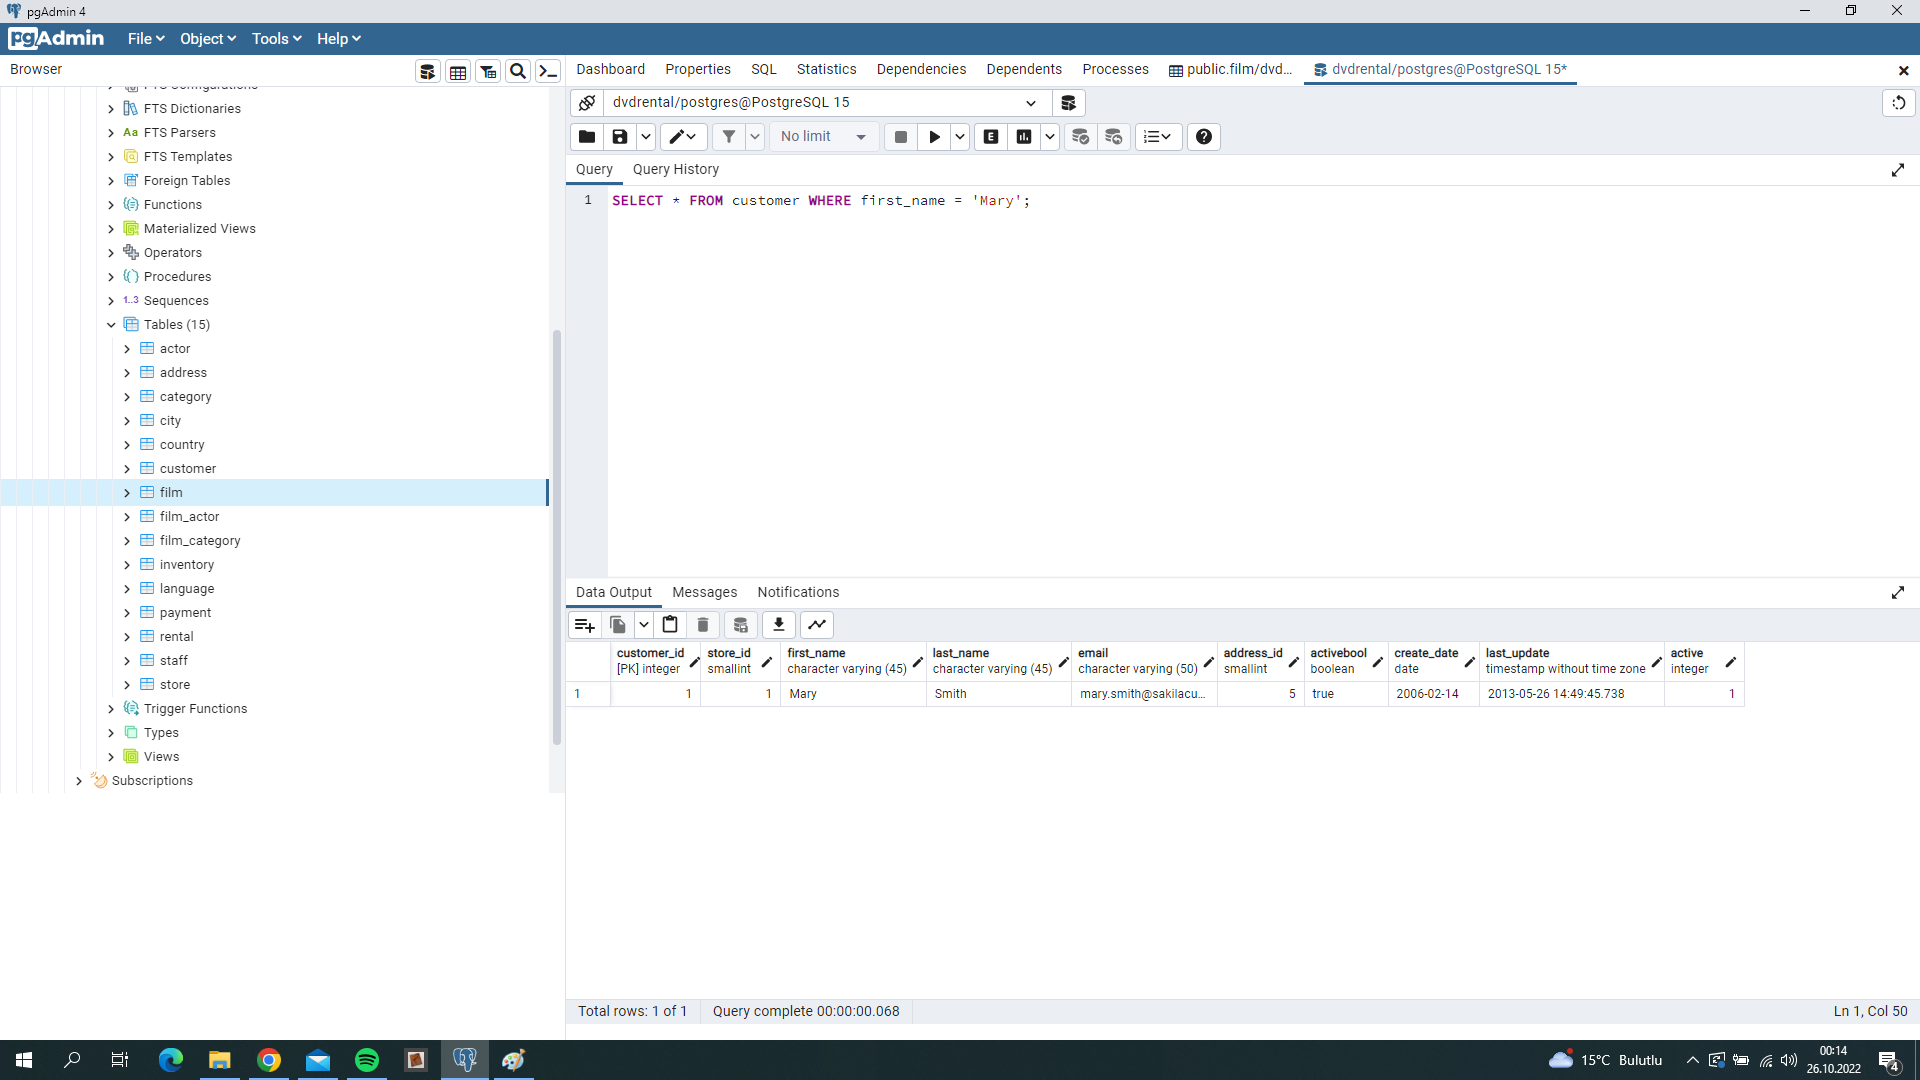 pgAdmin 4
pgAdmin File Object Tools Help
Browser
Dashboard Properties SQL Statistics Dependencies Dependents Processes public.film/dvd... dvdrental/postgres@PostgreSQL 15*
dvdrental/postgres@PostgreSQL 15
No limit
Query Query History
1 SELECT * FROM customer WHERE first_name = 'Mary';
FTS Configurations
FTS Dictionaries
Aa FTS Parsers
FTS Templates
Foreign Tables
Functions
Materialized Views
Operators
Procedures
1..3 Sequences
Tables (15)
actor
address
category
city
country
customer
film
film_actor
film_category
inventory
language
payment
rental
staff
store
Trigger Functions
Types
Views
Subscriptions
Data Output Messages Notifications
customer_id store_id first_name last_name email address_id activebool create_date last_update active
[PK] integer smallint character varying (45) character varying (45) character varying (50) smallint boolean date timestamp without time zone integer
1 1 1 Mary Smith mary.smith@sakilacu... 5 true 2006-02-14 2013-05-26 14:49:45.738 1
Total rows: 1 of 1 Query complete 00:00:00.068 Ln 1, Col 50
15°C Bulutlu
00:14
26.10.2022
4